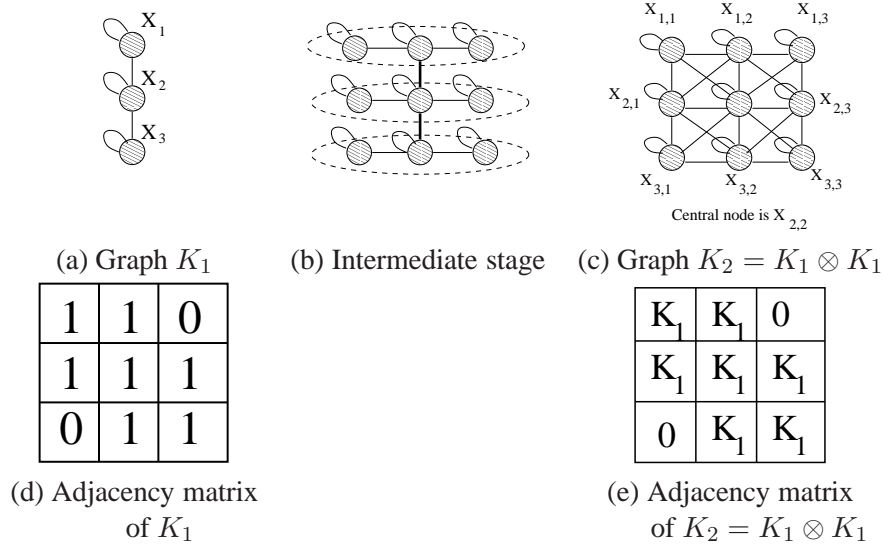 X1
X2
X3
X1,1 X1,2 X1,3
X2,1 X2,3
X3,1 X3,2 X3,3
Central node is X2,2
(a) Graph K1 (b) Intermediate stage (c) Graph K2 = K1 ⊗ K1
1 1 0
1 1 1
0 1 1
K1 K1 0
K1 K1 K1
0 K1 K1
(d) Adjacency matrix
of K1
(e) Adjacency matrix
of K2 = K1 ⊗ K1